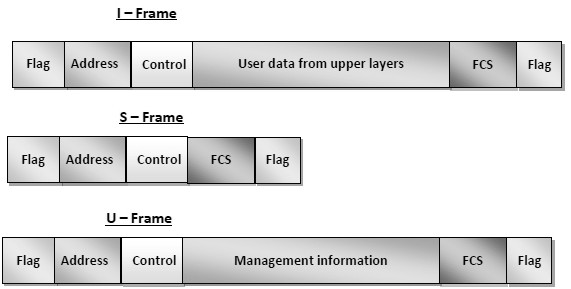 I – Frame
Flag Address Control User data from upper layers FCS Flag
S – Frame
Flag Address Control FCS Flag
U – Frame
Flag Address Control Management information FCS Flag